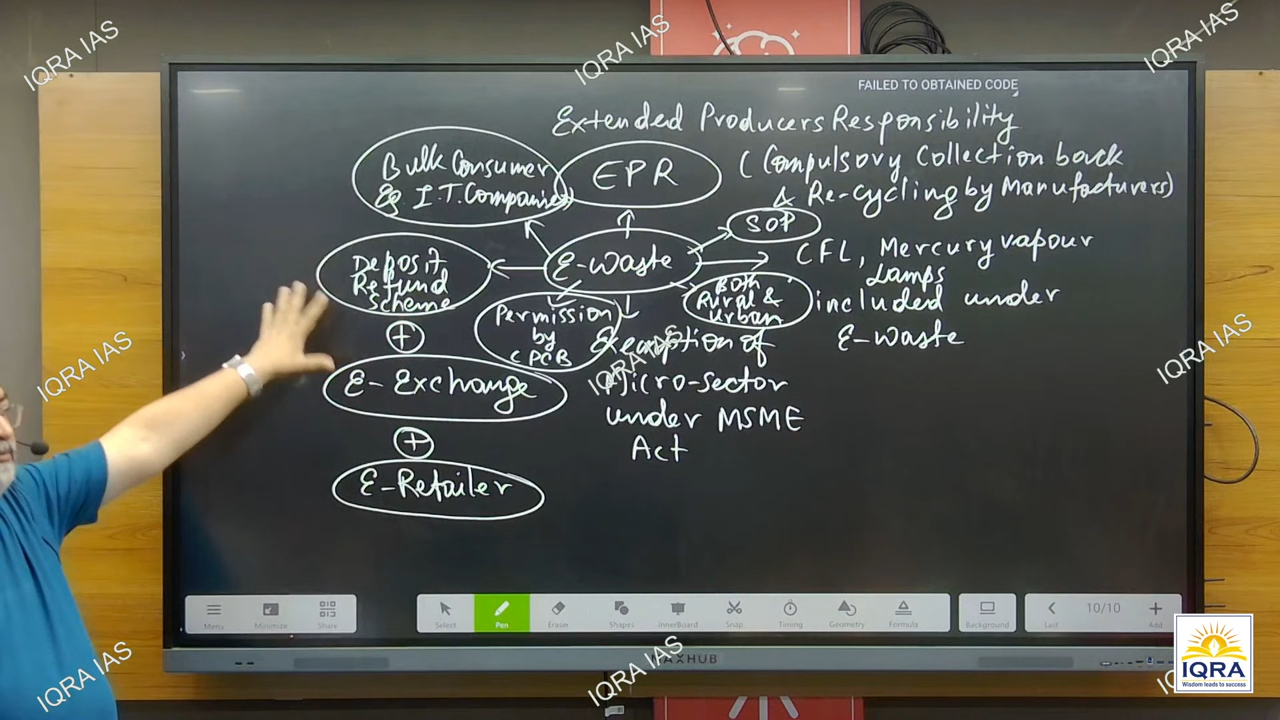 IQRA IAS
IQRA IAS
IQRA IAS
FAILED TO OBTAINED CODE
Extended Producers Responsibility
(Compulsory Collection back
& Re-cycling by Manufacturers)
Bulk Consumer
Eg I.T. Companies
EPR
SOP
E-waste
CFL, Mercury vapour
Lamps
included under
E-waste
Deposit
Refund
Scheme
Both
Rural &
Urban
Permission
by
CPCB
Exemption of
Micro-sector
under MSME
Act
+
E-Exchange
+
E-Retailer
IQRA IAS
IQRA IAS
IQRA IAS
Menu
Minimize
Share
Select
Pen
Eraser
Shapes
InnerBoard
Snap
Timing
Geometry
Formula
Background
Last
10/10
Add
IQRA IAS
IQRA IAS
IQRA
Wisdom leads to success